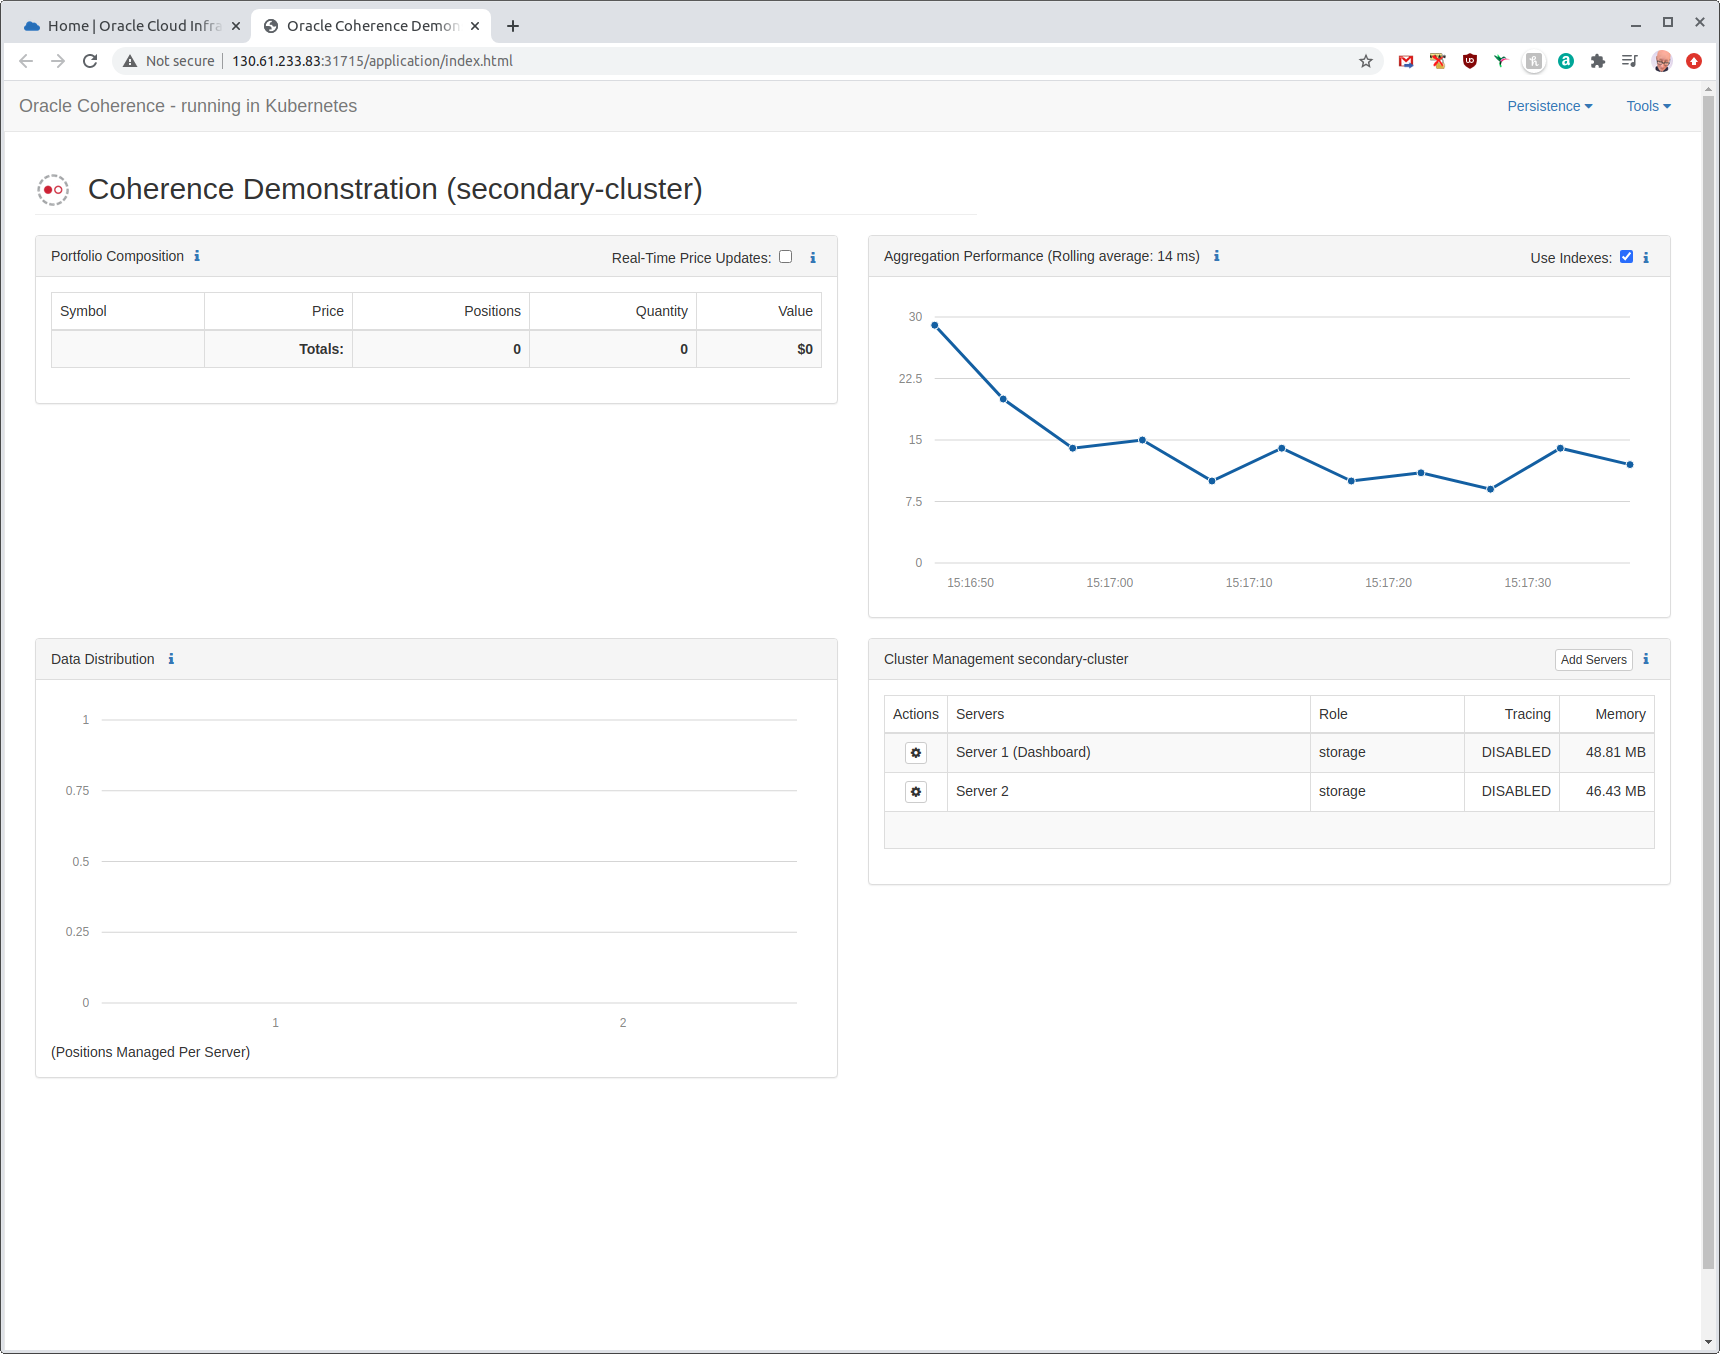 Home | Oracle Cloud Infra
Oracle Coherence Demon
Not secure
130.61.233.83:31715/application/index.html
Oracle Coherence - running in Kubernetes
Persistence
Tools
Coherence Demonstration (secondary-cluster)
Portfolio Composition
Real-Time Price Updates:
Symbol Price Positions Quantity Value
Totals: 0 0 $0
Aggregation Performance (Rolling average: 14 ms)
Use Indexes:
30
22.5
15
7.5
0
15:16:50 15:17:00 15:17:10 15:17:20 15:17:30
Data Distribution
1
0.75
0.5
0.25
0
1 2
(Positions Managed Per Server)
Cluster Management secondary-cluster
Add Servers
Actions Servers Role Tracing Memory
Server 1 (Dashboard) storage DISABLED 48.81 MB
Server 2 storage DISABLED 46.43 MB